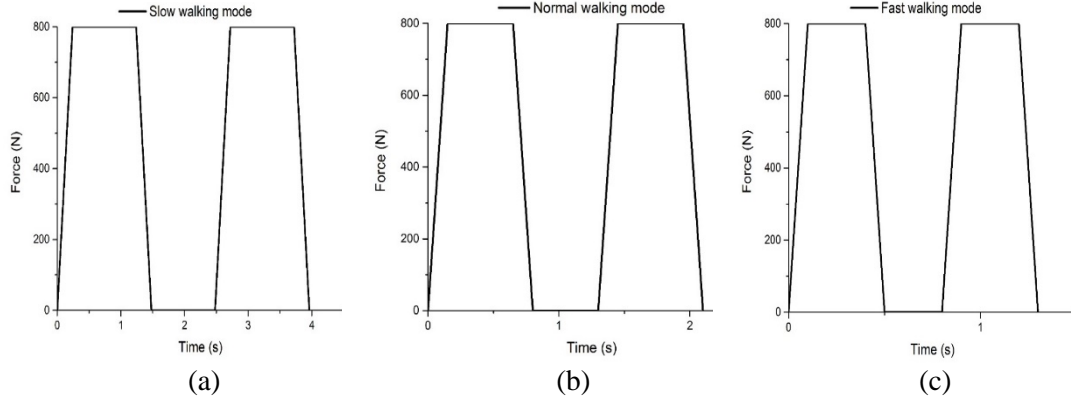 Slow walking mode
800
600
400
200
0
Force (N)
0 1 2 3 4
Time (s)
(a)
Normal walking mode
800
600
400
200
0
Force (N)
0 1 2
Time (s)
(b)
Fast walking mode
800
600
400
200
0
Force (N)
0 1
Time (s)
(c)